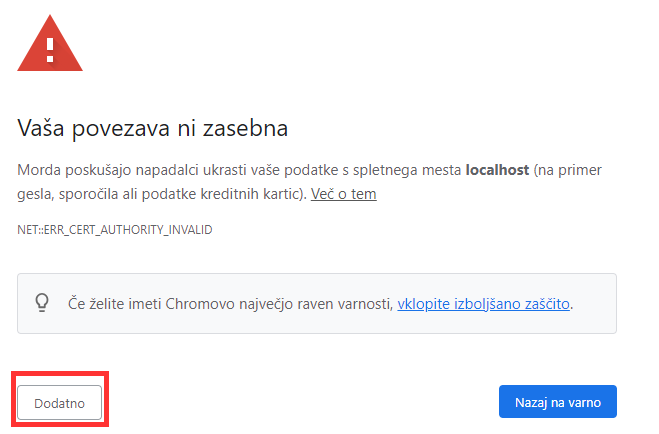 Vaša povezava ni zasebna
Morda poskušajo napadalci ukrasti vaše podatke s spletnega mesta localhost (na primer
gesla, sporočila ali podatke kreditnih kartic). Več o tem
NET::ERR_CERT_AUTHORITY_INVALID
Če želite imeti Chromovo največjo raven varnosti, vklopite izboljšano zaščito.
Dodatno
Nazaj na varno